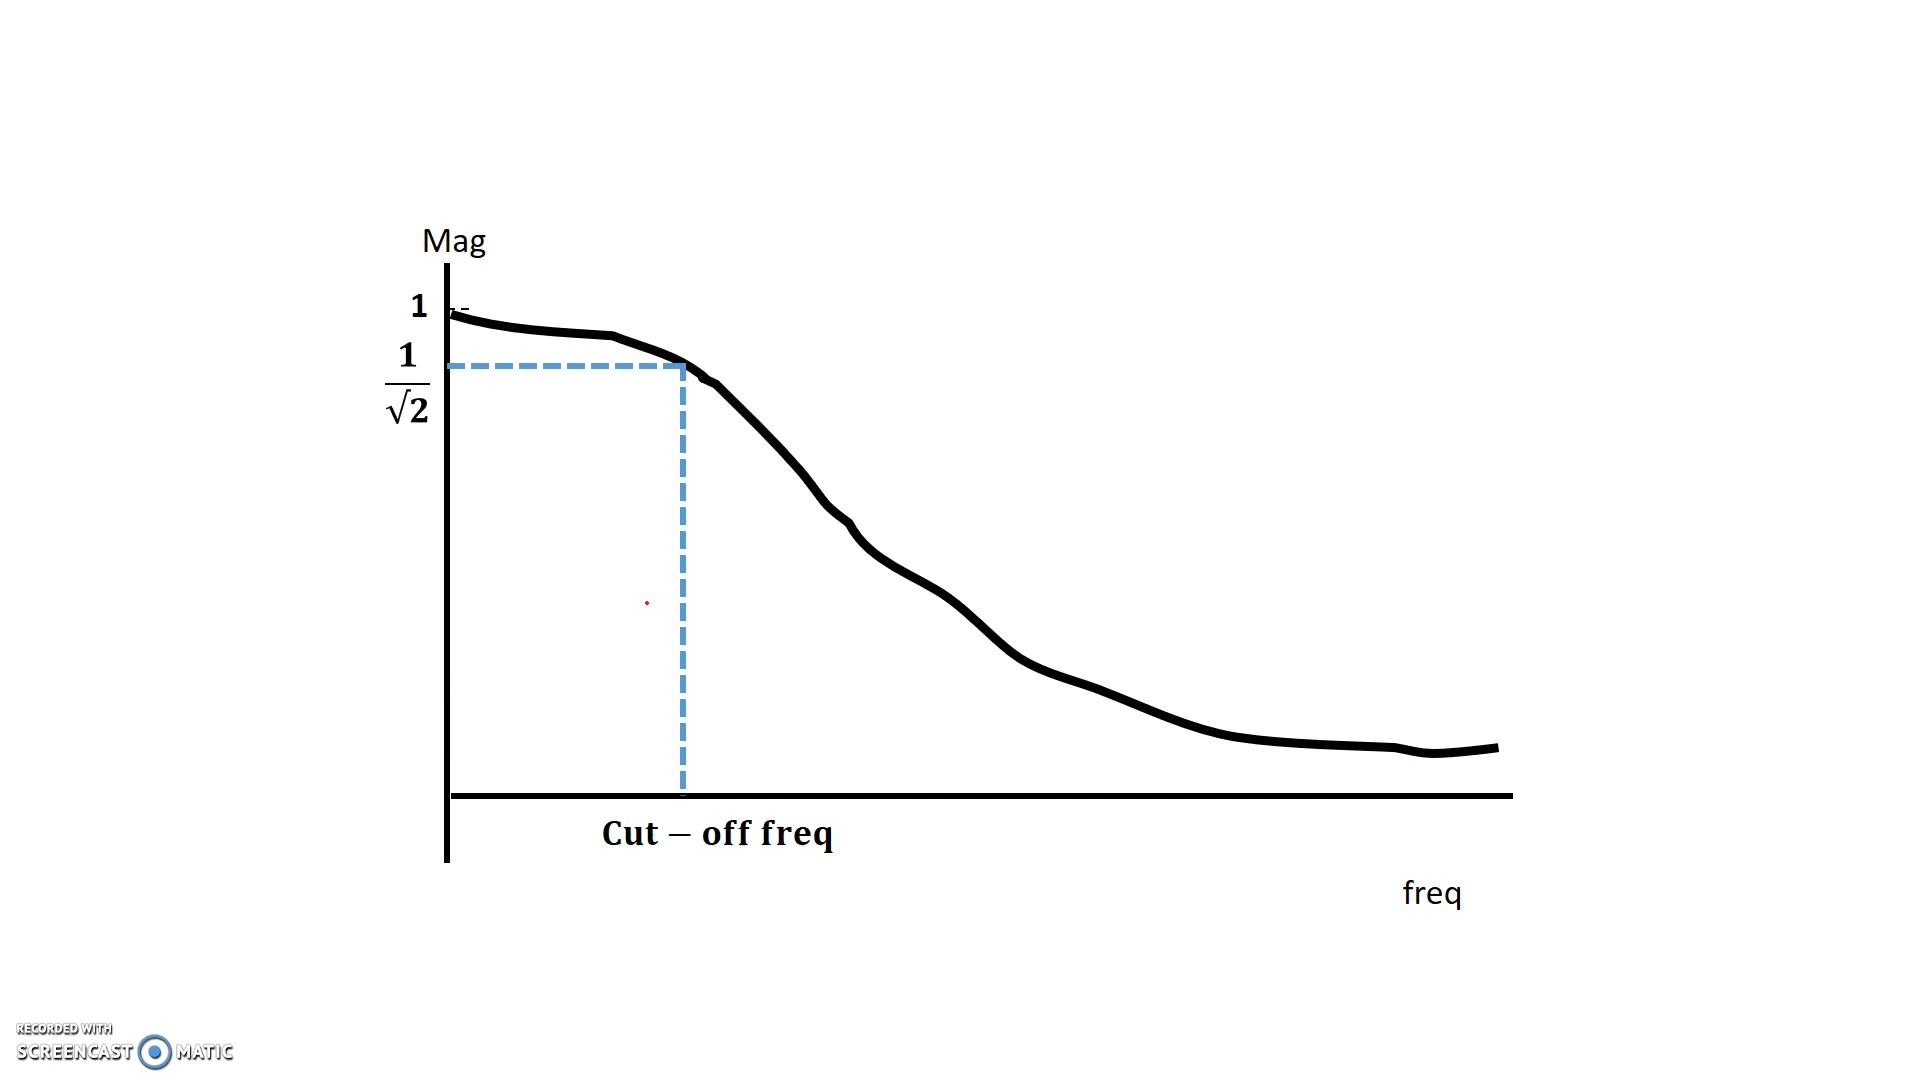 Mag
1
1
√2
Cut – off freq
freq
RECORDED WITH
SCREENCAST MATIC